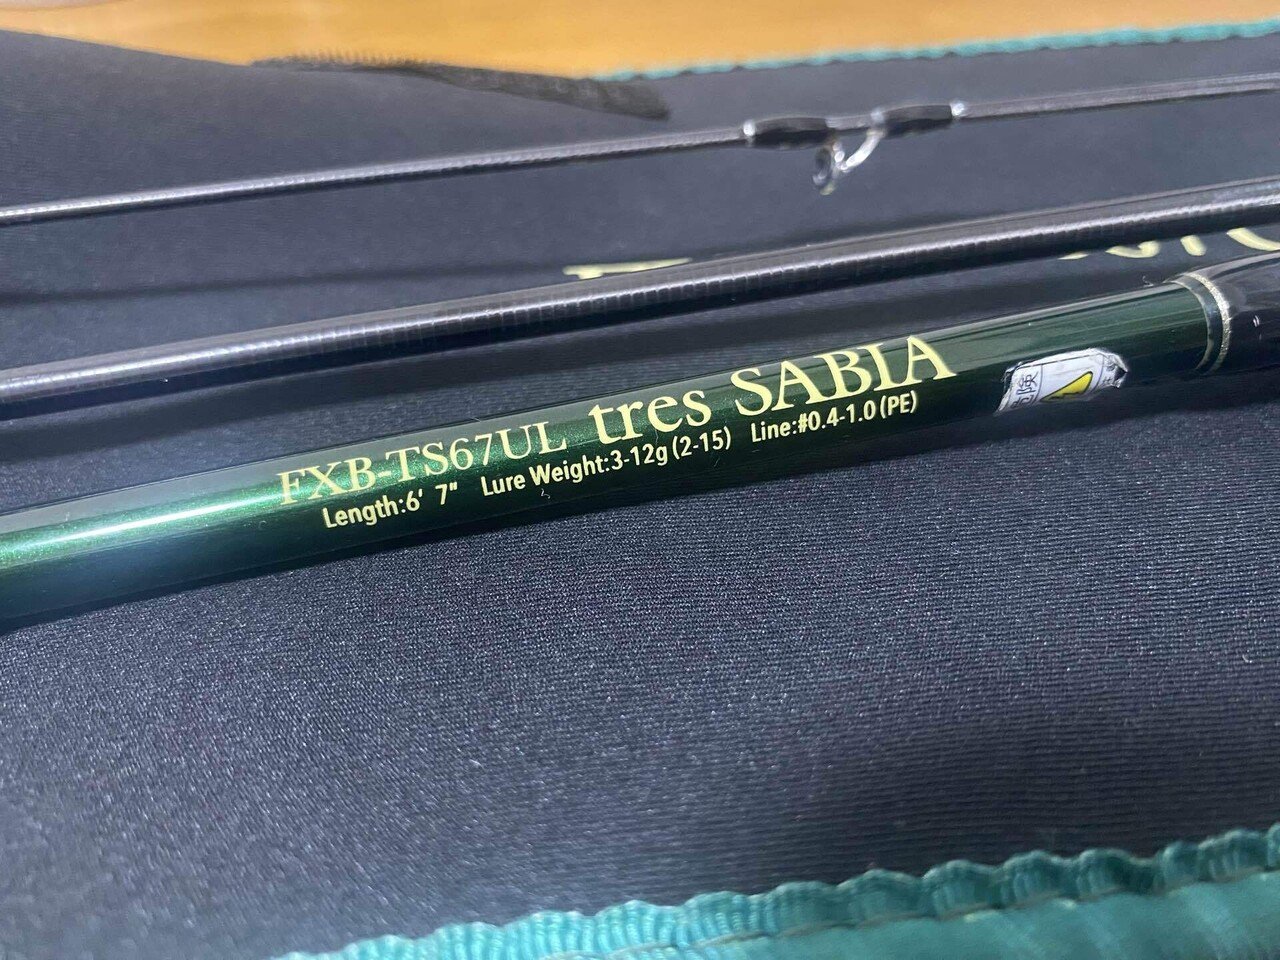 FXB-TS67UL tres SABIA
Length:6' 7" Lure Weight:3-12g (2-15) Line:#0.4-1.0 (PE)